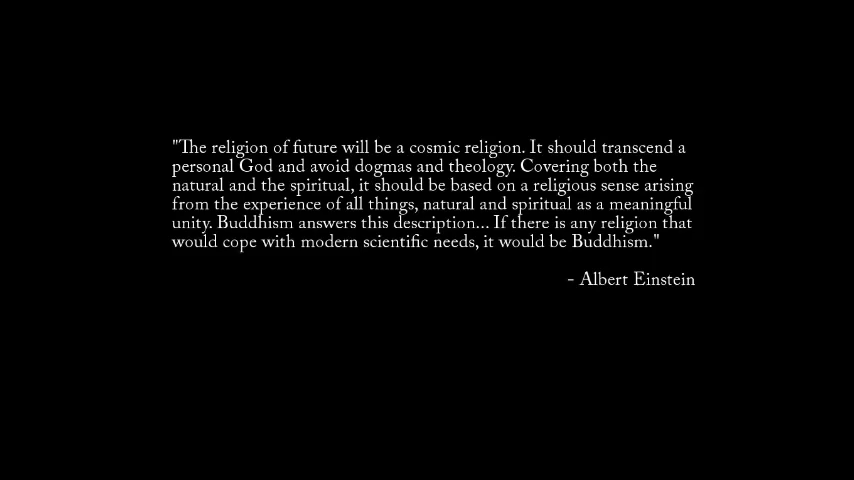 "The religion of future will be a cosmic religion. It should transcend a
personal God and avoid dogmas and theology. Covering both the
natural and the spiritual, it should be based on a religious sense arising
from the experience of all things, natural and spiritual as a meaningful
unity. Buddhism answers this description... If there is any religion that
would cope with modern scientific needs, it would be Buddhism."
- Albert Einstein